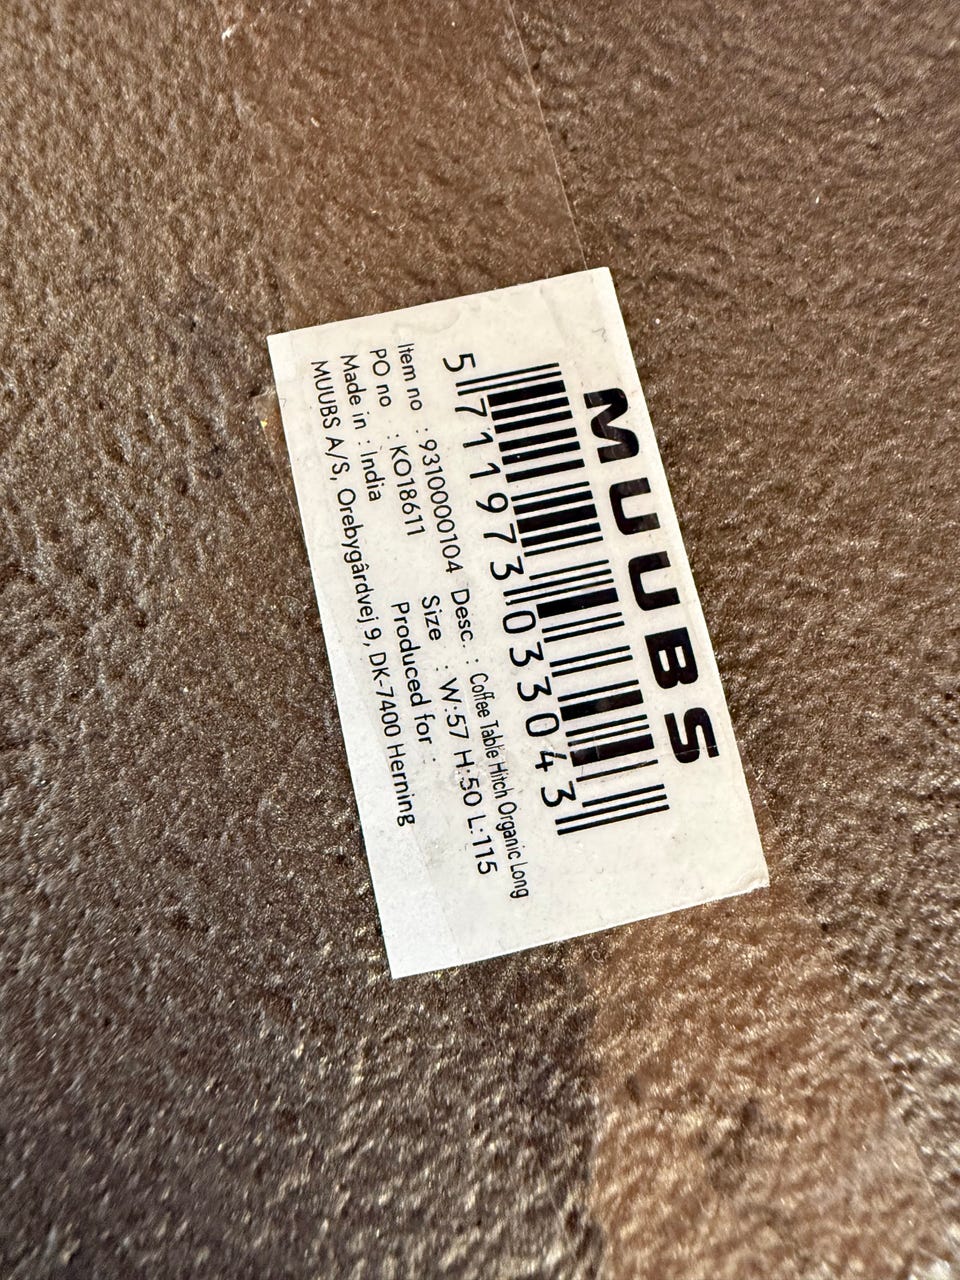 MUUBS
5 711973 033043
Item no : 9310000104 Desc. : Coffee Table Hitch Organic Long
PO no : KO18611 Size : W:57 H:50 L:115
Made in : India Produced for :
MUUBS A/S, Orebygårdvej 9, DK-7400 Herning